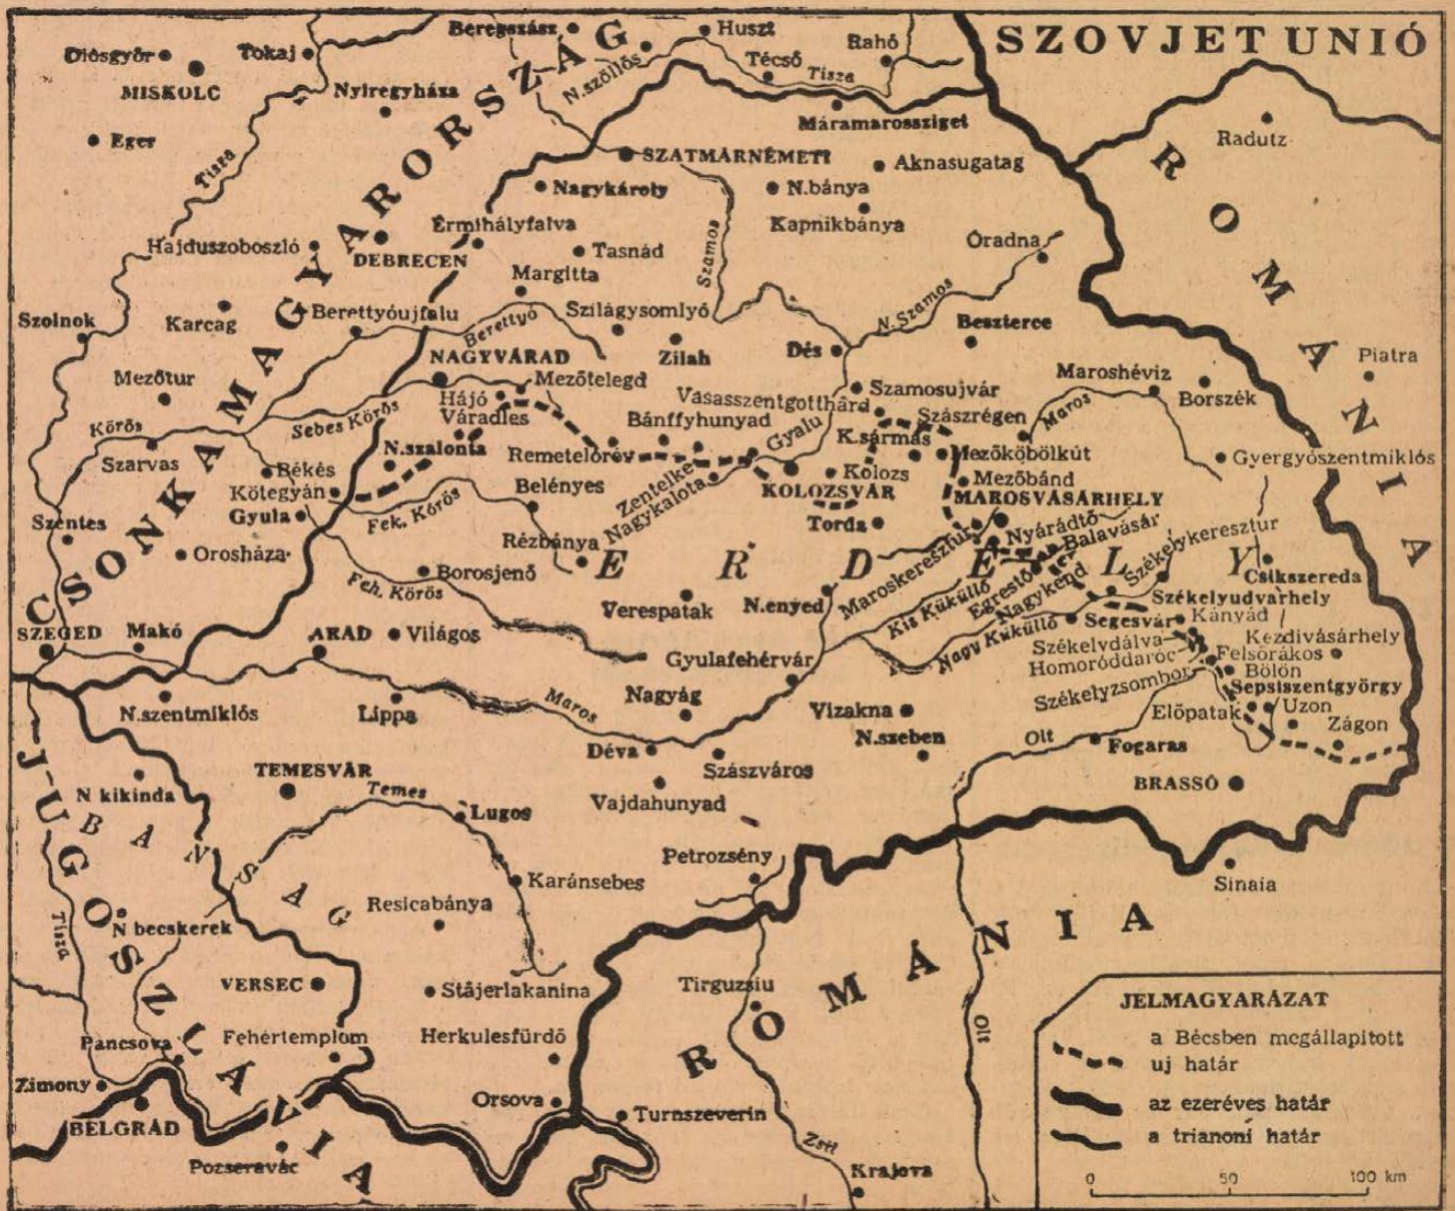 Beregszász
Huszt
SZOVJETUNIÓ
Diósgyőr
Tokaj
N.szöllős
Técső
Rahó
Tisza
MISKOLC
Nyiregyháza
Máramarossziget
Eger
Tisza
SZATMÁRNÉMETI
Aknasugatag
Radutz
Nagykároly
N.bánya
Kapnikbánya
Érmihályfalva
Hajduszoboszló
DEBRECEN
Tasnád
Szamos
Óradna
Margitta
Szolnok
Karcag
Berettyóujfalu
Berettyó
Szilágysomlyó
N.Szamos
Beszterce
NAGYVÁRAD
Zilah
Dés
Piatra
Mezőtur
Mezőtelegd
Hájó
Váradles
Vasasszentgotthárd
Szamosujvár
Maroshévíz
Borszék
Körös
Sebes Körös
Bánffyhunyad
Gyalu
Szászrégen
Maros
Szarvas
N.szalonta
Remetelórév
K.sármás
Mezőköbölkút
Gyergyószentmiklós
Békés
Kötegyán
Gyula
Fek. Körös
Belényes
Zentelke
Nagykalota
KOLOZSVÁR
Kolozs
Mezőbánd
MAROSVÁSÁRHELY
Szentes
Orosháza
Rézbánya
Torda
Nyárádtő
Balavásár
ERDÉLY
Maroskeresztur
Székelykeresztur
Csikszereda
Borosjenő
Feh. Körös
Verespatak
N.enyed
Kis Küküllő
Egrestő
Nagykend
Székelyudvarhely
SZEGED
Makó
ARAD
Világos
Gyulafehérvár
Nagy Küküllő
Segesvár
Kányád
Kézdivásárhely
Székelydálya
Homoróddaróc
Felsőrákos
Bölön
Székelyzsombor
Sepsiszentgyörgy
N.szentmiklós
Lippa
Maros
Nagyág
Vizakna
Előpatak
Uzon
Zágon
N.szeben
Olt
Fogaras
Déva
Szászváros
BRASSÓ
TEMESVÁR
Temes
N kikinda
Lugos
Vajdahunyad
BANSAG
Petrozsény
Sinaia
Karánsebes
Resicabánya
Tisza
N becskerek
VERSEC
Stájerlakanina
Tirguzsiu
Pancsova
Fehértemplom
Herkulesfürdő
Olt
Zimony
Orsova
Turnszeverin
BELGRÁD
Pozseravác
Krajova
CSONKAMAGYARORSZÁG
JUGOSZLÁVIA
ROMÁNIA
ROMÁNIA
JELMAGYARÁZAT
a Bécsben megállapitott
uj határ
az ezeréves határ
a trianoni határ
0 50 100 km